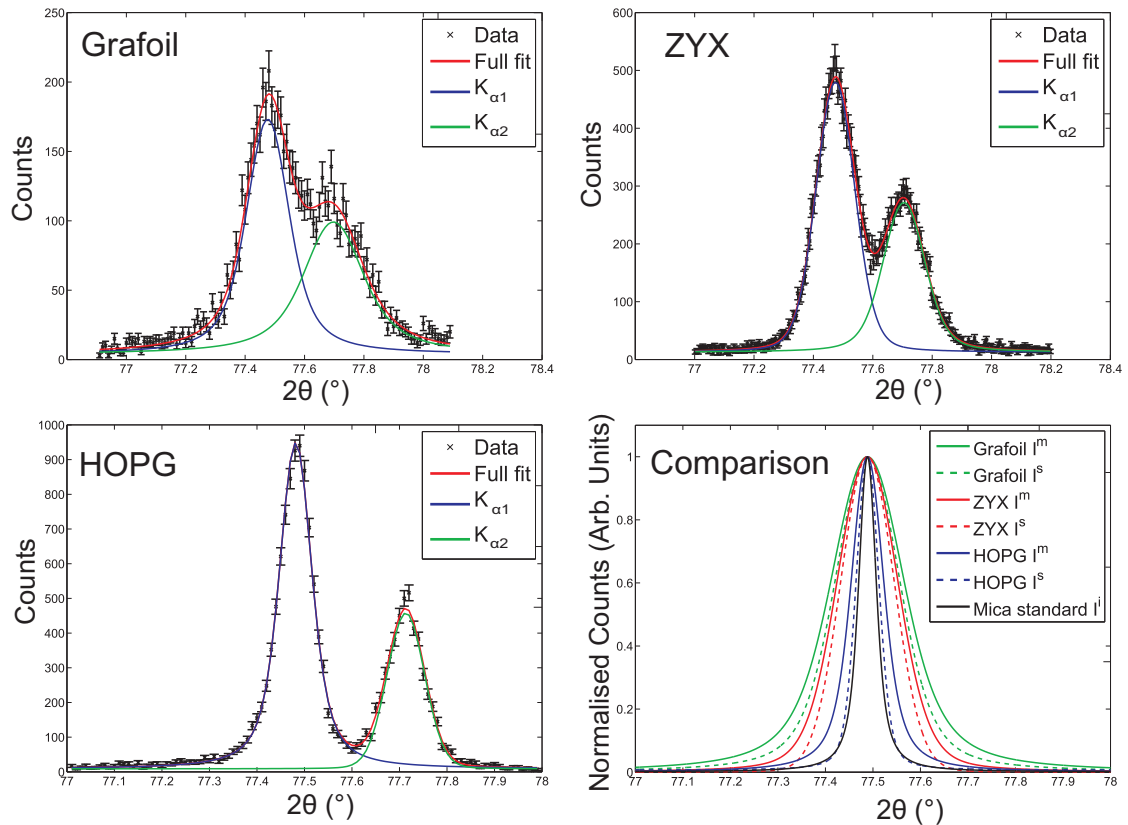 Grafoil
Data
Full fit
Kα1
Kα2
Counts
250
200
150
100
50
0
77
77.2
77.4
77.6
77.8
78
78.2
78.4
2θ (°)
ZYX
Data
Full fit
Kα1
Kα2
Counts
600
500
400
300
200
100
0
77
77.2
77.4
77.6
77.8
78
78.2
78.4
2θ (°)
HOPG
Data
Full fit
Kα1
Kα2
Counts
1000
900
800
700
600
500
400
300
200
100
0
77.1
77.2
77.3
77.4
77.5
77.6
77.7
77.8
77.9
78
2θ (°)
Comparison
Grafoil I^m
Grafoil I^s
ZYX I^m
ZYX I^s
HOPG I^m
HOPG I^s
Mica standard I^i
Normalised Counts (Arb. Units)
1
0.8
0.6
0.4
0.2
0
77
77.1
77.2
77.3
77.4
77.5
77.6
77.7
77.8
77.9
78
2θ (°)